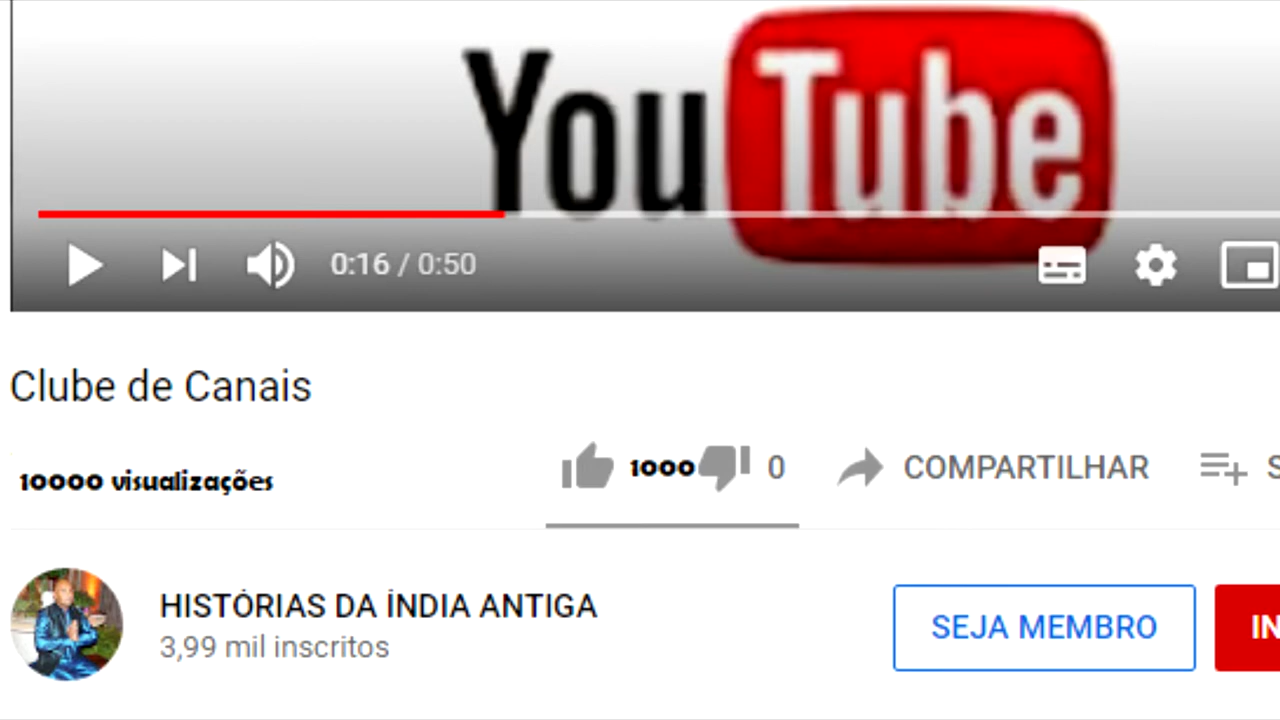 YouTube
0:16 / 0:50
Clube de Canais
10000 visualizações
1000 0 COMPARTILHAR S
HISTÓRIAS DA ÍNDIA ANTIGA
3,99 mil inscritos
SEJA MEMBRO IN